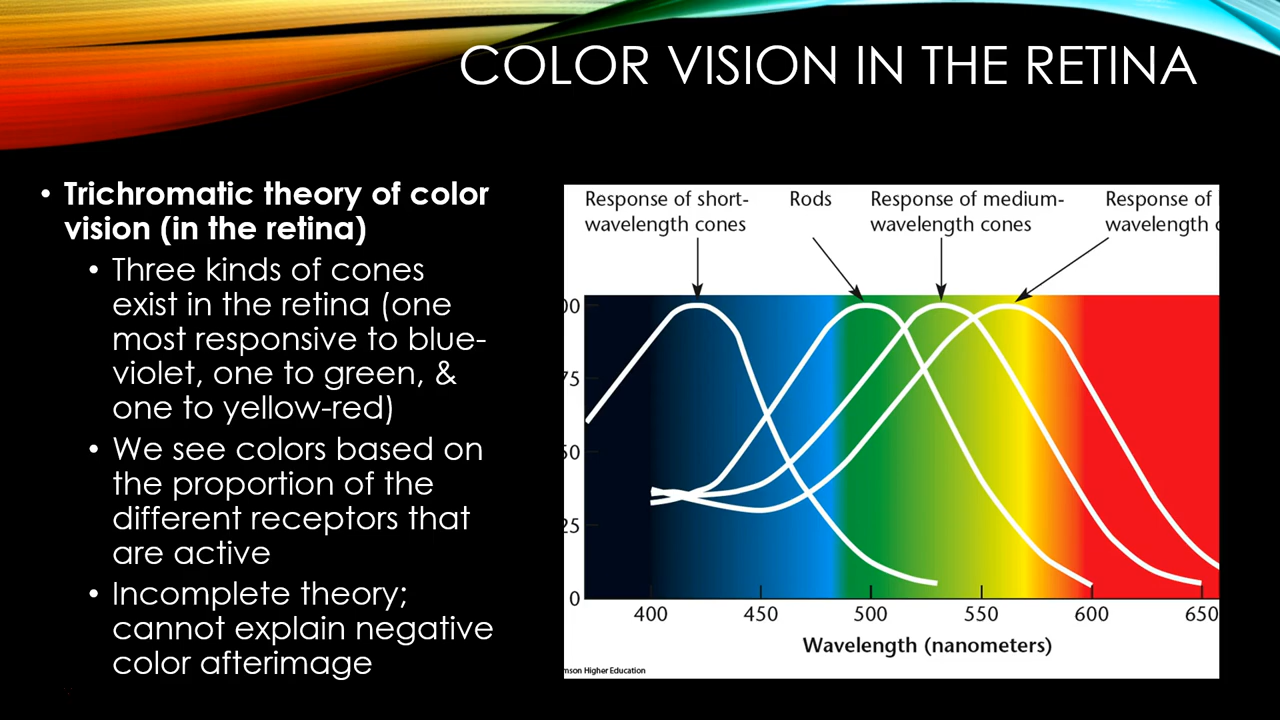 COLOR VISION IN THE RETINA
• Trichromatic theory of color
vision (in the retina)
• Three kinds of cones
exist in the retina (one
most responsive to blue-
violet, one to green, &
one to yellow-red)
• We see colors based on
the proportion of the
different receptors that
are active
• Incomplete theory;
cannot explain negative
color afterimage
Response of short-
wavelength cones
Rods
Response of medium-
wavelength cones
Response of
wavelength
00
75
50
25
0
400 450 500 550 600 650
Wavelength (nanometers)
mson Higher Education